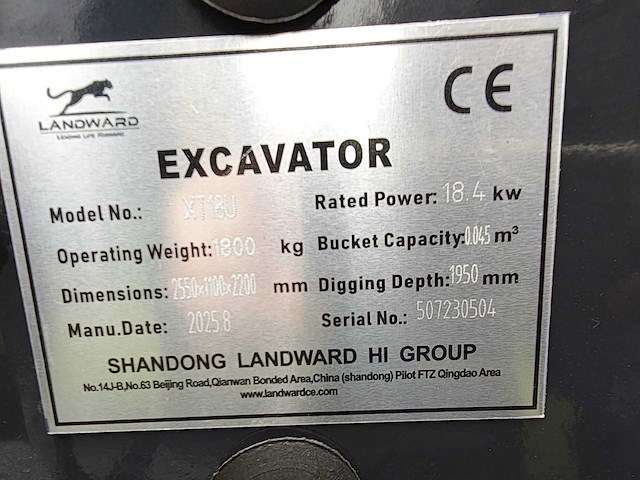 LANDWARD
LEADING LIFE FORWARD
CE
EXCAVATOR
Model No.: XT18U
Rated Power: 18.4 kw
Operating Weight: 1800 kg
Bucket Capacity: 0.045 m³
Dimensions: 2550×1100×2200 mm
Digging Depth: 1950 mm
Manu.Date: 2025.8
Serial No.: 507230504
SHANDONG LANDWARD HI GROUP
No.14J-B,No.63 Beijing Road,Qianwan Bonded Area,China (shandong) Pilot FTZ Qingdao Area
www.landwardce.com